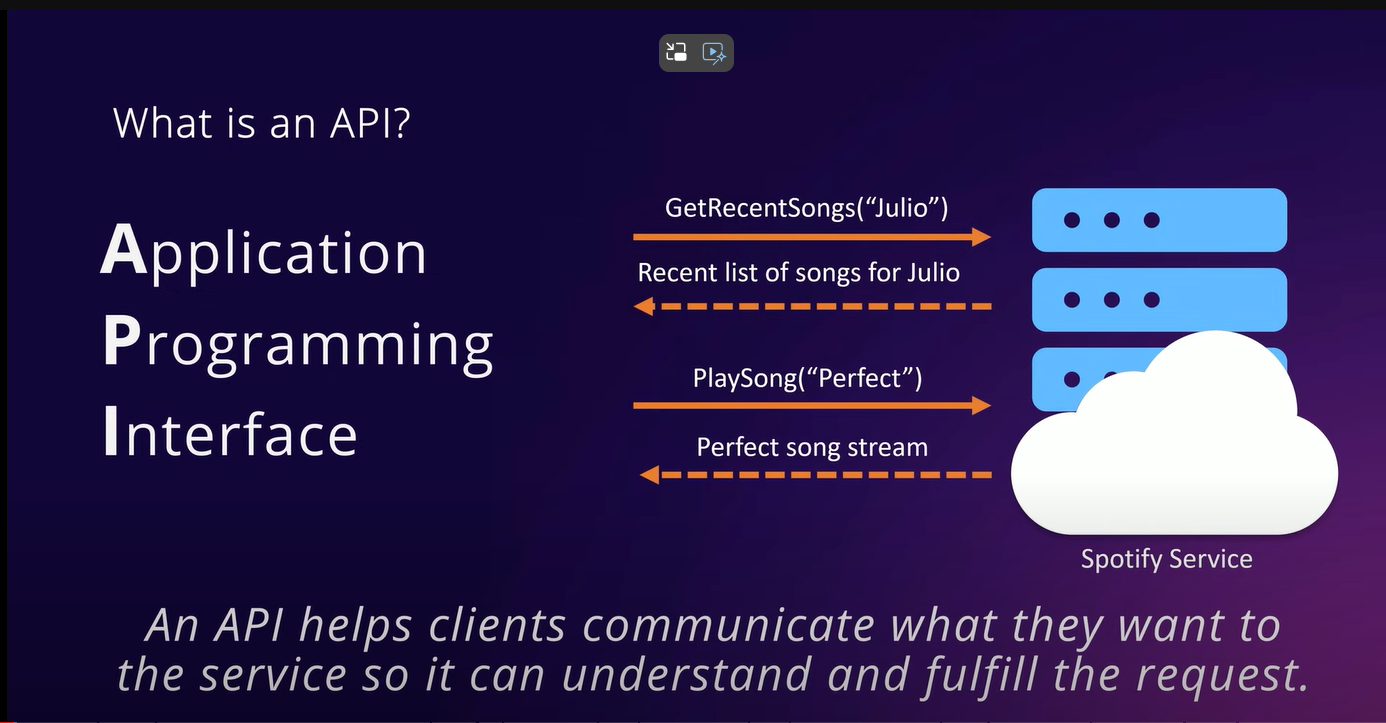 What is an API?
Application
Programming
Interface
GetRecentSongs(“Julio”)
Recent list of songs for Julio
PlaySong(“Perfect”)
Perfect song stream
Spotify Service
An API helps clients communicate what they want to
the service so it can understand and fulfill the request.